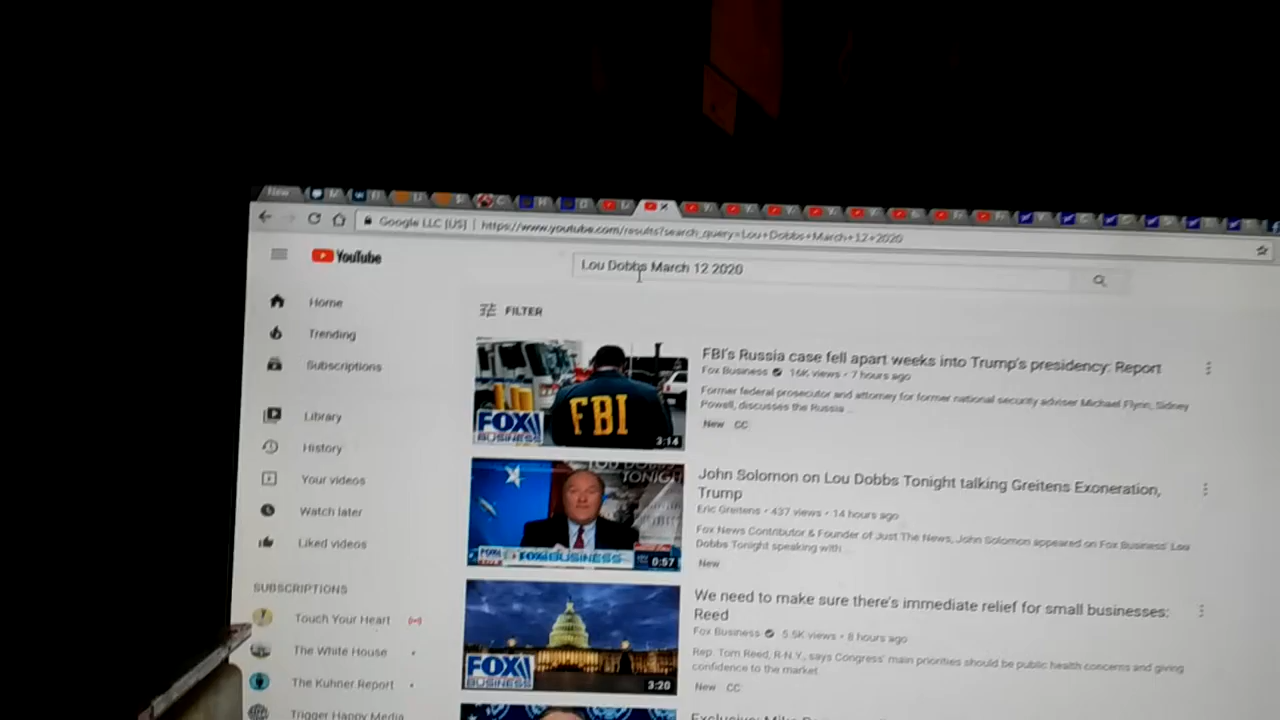 New
Google LLC [US] | https://www.youtube.com/results?search_query=Lou+Dobbs+March+12+2020
YouTube
Lou Dobbs March 12 2020
Home
Trending
Subscriptions
Library
History
Your videos
Watch later
Liked videos
SUBSCRIPTIONS
Touch Your Heart
The White House
The Kuhner Report
Trigger Happy Media
FILTER
FBI
FOX
BUSINESS
3:14
FBI's Russia case fell apart weeks into Trump's presidency: Report
Fox Business 16K views • 7 hours ago
Former federal prosecutor and attorney for former national security adviser Michael Flynn, Sidney
Powell, discusses the Russia ...
New CC
TONIGHT
FOX BUSINESS
0:57
John Solomon on Lou Dobbs Tonight talking Greitens Exoneration,
Trump
Eric Greitens • 437 views • 14 hours ago
Fox News Contributor & Founder of Just The News, John Solomon appeared on Fox Business' Lou
Dobbs Tonight speaking with ...
New
FOX
BUSINESS
3:20
We need to make sure there's immediate relief for small businesses:
Reed
Fox Business 5.5K views • 8 hours ago
Rep. Tom Reed, R-N.Y., says Congress' main priorities should be public health concerns and giving
confidence to the market.
New CC
Exclusive: Mike